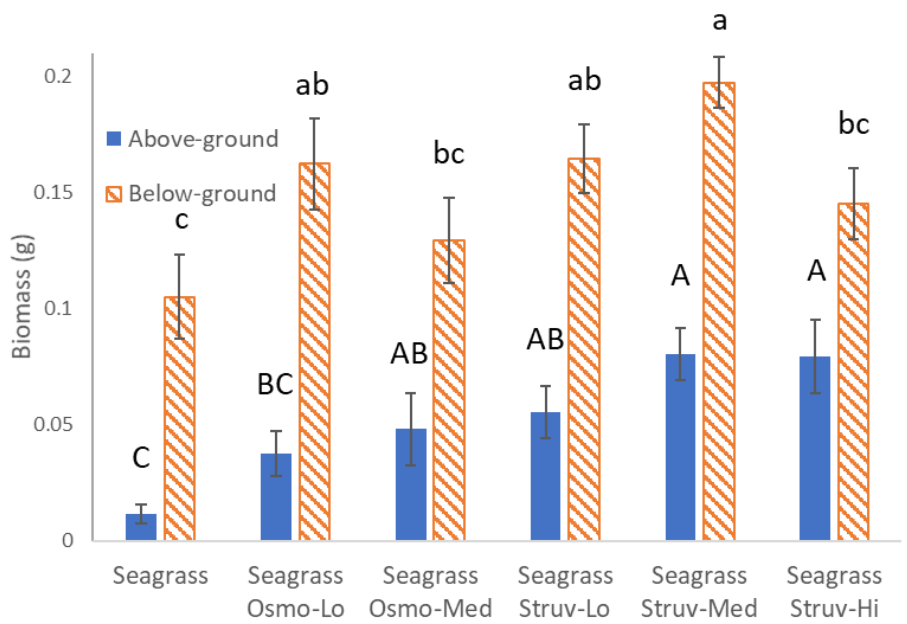 a
0.2
ab
ab
Above-ground
bc
bc
0.15
Below-ground
c
Biomass (g)
A
A
0.1
AB
AB
BC
0.05
C
0
Seagrass
Seagrass
Osmo-Lo
Seagrass
Osmo-Med
Seagrass
Struv-Lo
Seagrass
Struv-Med
Seagrass
Struv-Hi